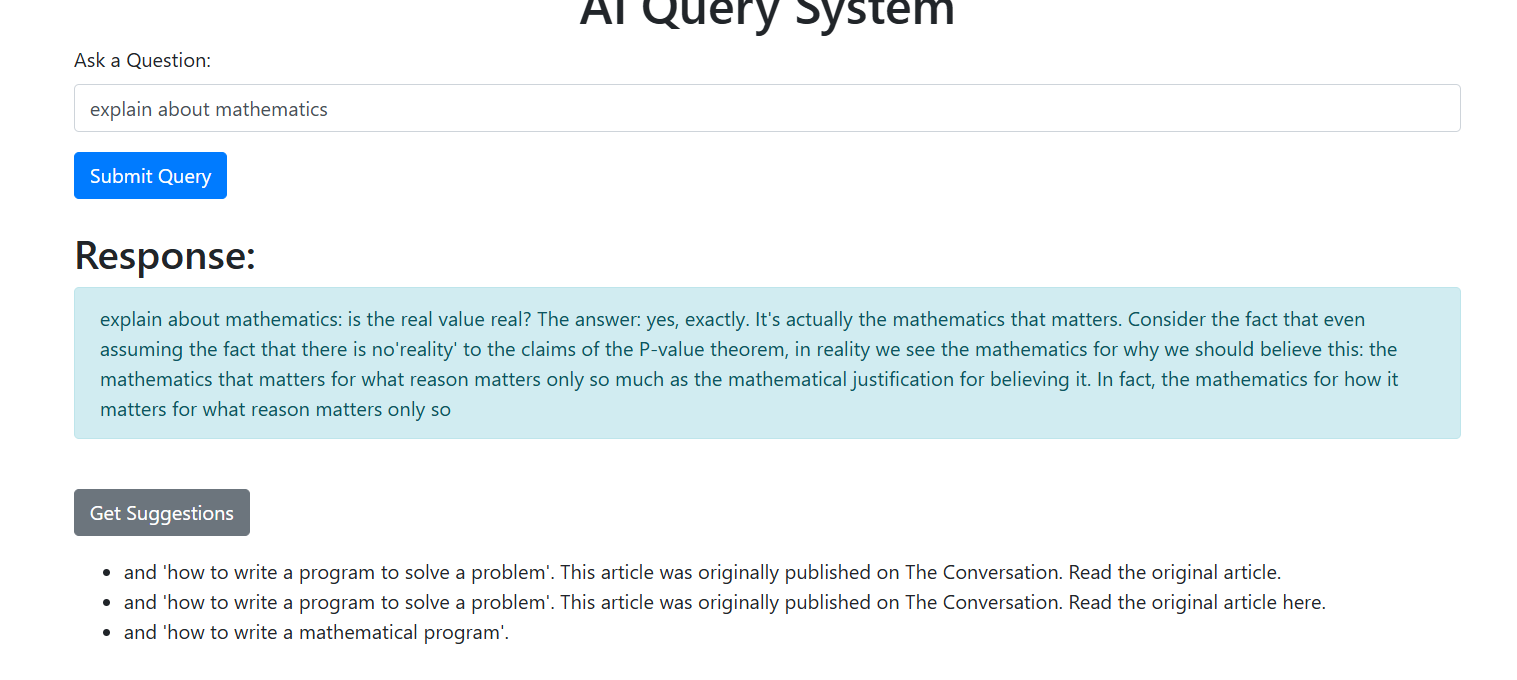 AI Query System
Ask a Question:
explain about mathematics
Submit Query
Response:
explain about mathematics: is the real value real? The answer: yes, exactly. It's actually the mathematics that matters. Consider the fact that even
assuming the fact that there is no'reality' to the claims of the P-value theorem, in reality we see the mathematics for why we should believe this: the
mathematics that matters for what reason matters only so much as the mathematical justification for believing it. In fact, the mathematics for how it
matters for what reason matters only so
Get Suggestions
• and 'how to write a program to solve a problem'. This article was originally published on The Conversation. Read the original article.
• and 'how to write a program to solve a problem'. This article was originally published on The Conversation. Read the original article here.
• and 'how to write a mathematical program'.